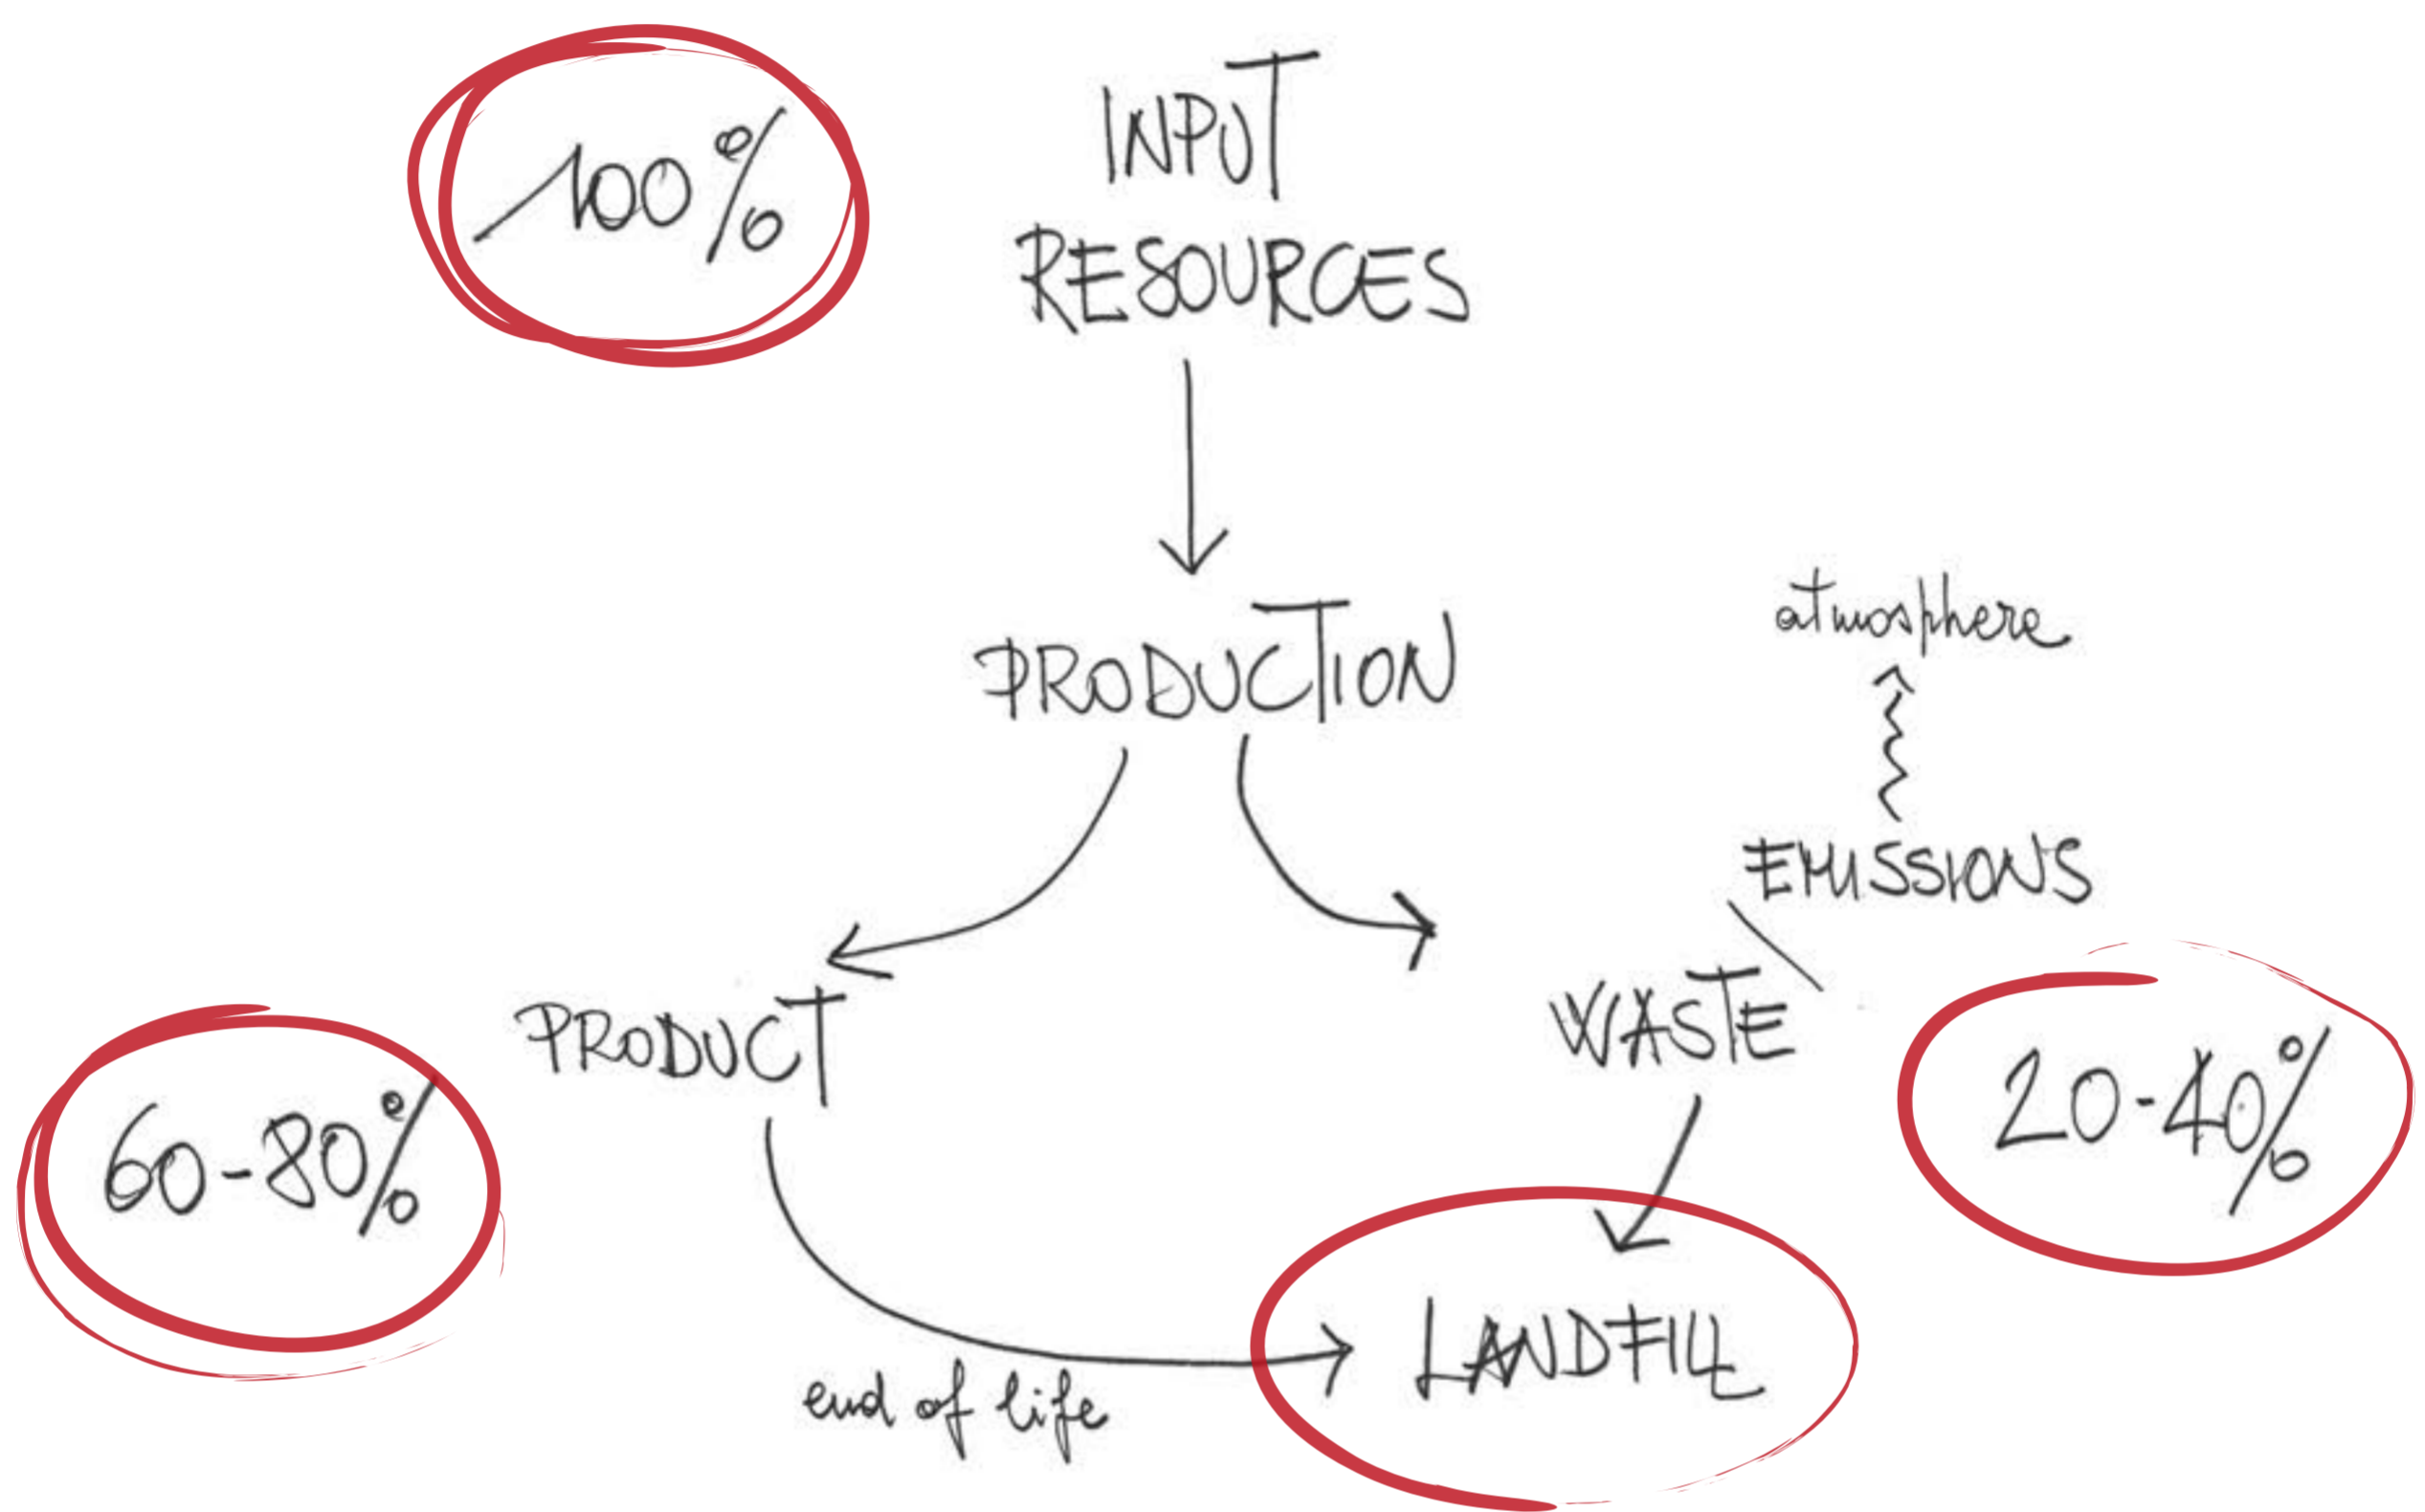 100%
INPUT
RESOURCES
PRODUCTION
atmosphere
EMISSIONS
PRODUCT
WASTE
60-80%
20-40%
LANDFILL
end of life